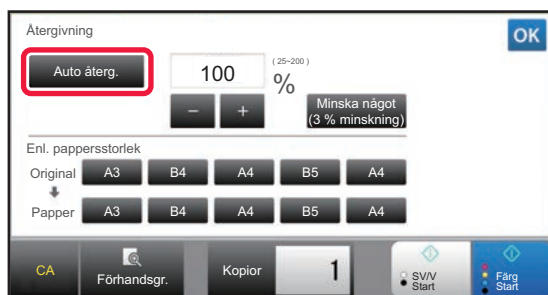 Återgivning
OK
Auto återg.
100
(25~200)
%
−
+
Minska något
(3 % minskning)
Enl. pappersstorlek
Original A3 B4 A4 B5 A4
Papper A3 B4 A4 B5 A4
CA
Förhandsgr.
Kopior
1
SV/V
Start
Färg
Start